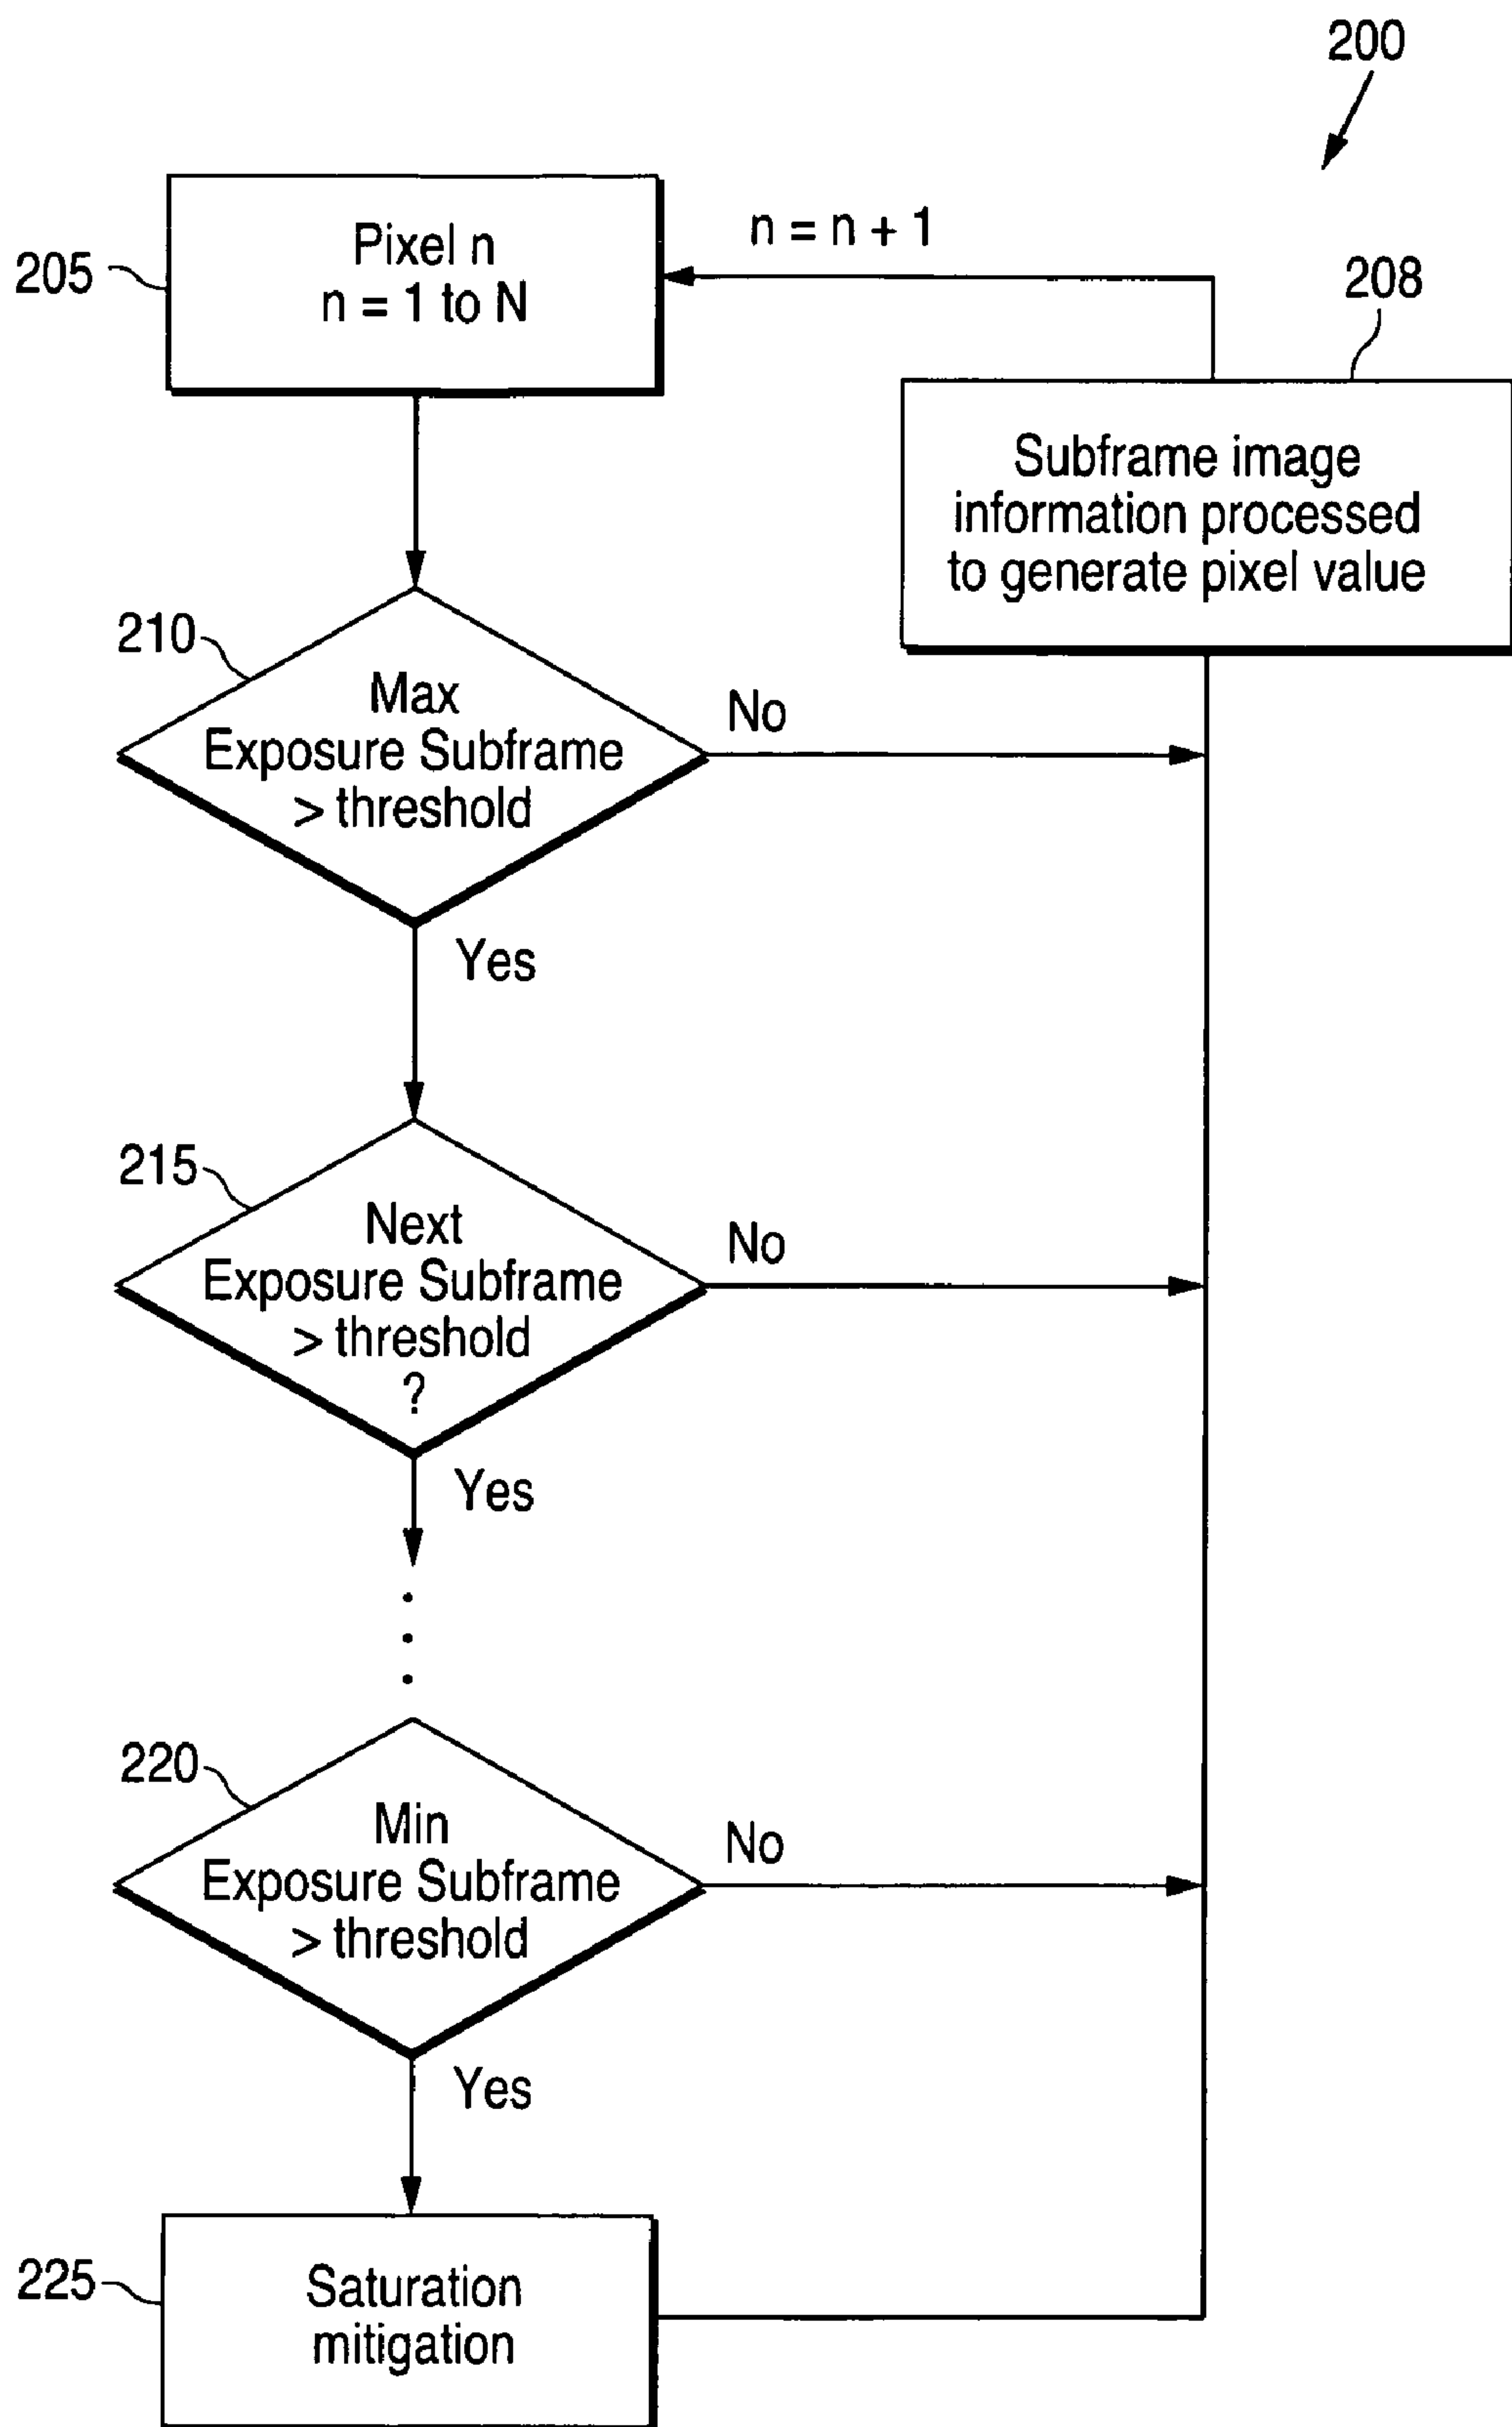 200
205
Pixel n
n = 1 to N
n = n + 1
208
Subframe image
information processed
to generate pixel value
210
Max
Exposure Subframe
> threshold
No
Yes
215
Next
Exposure Subframe
> threshold
?
No
Yes
220
Min
Exposure Subframe
> threshold
No
Yes
225
Saturation
mitigation